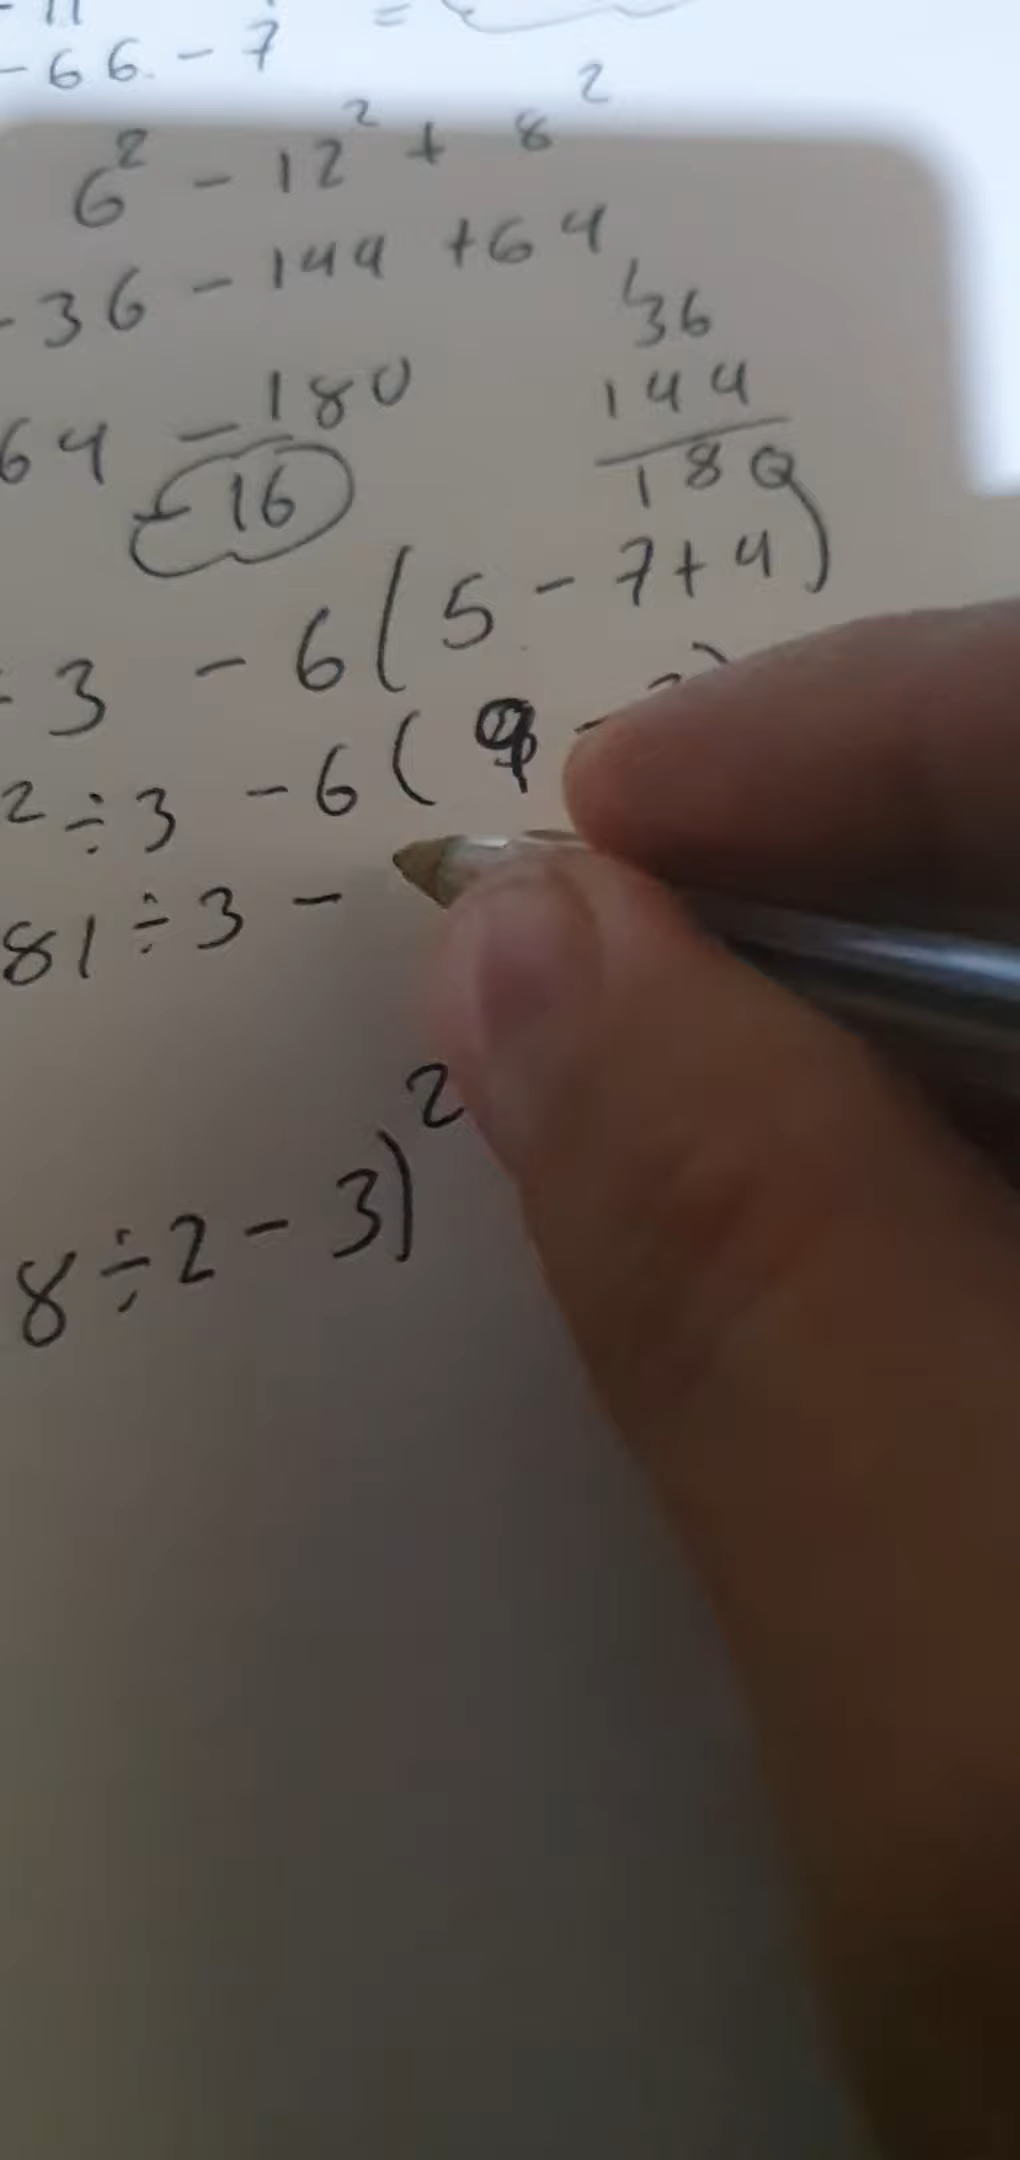 -66-7 =
6² - 12² + 8²
-36 - 144 + 64
36
144
180
64 - 180
-16
÷ 3 - 6(5 - 7+4)
² ÷ 3 - 6(9 -
81 ÷ 3 -
8 ÷ 2 - 3)²